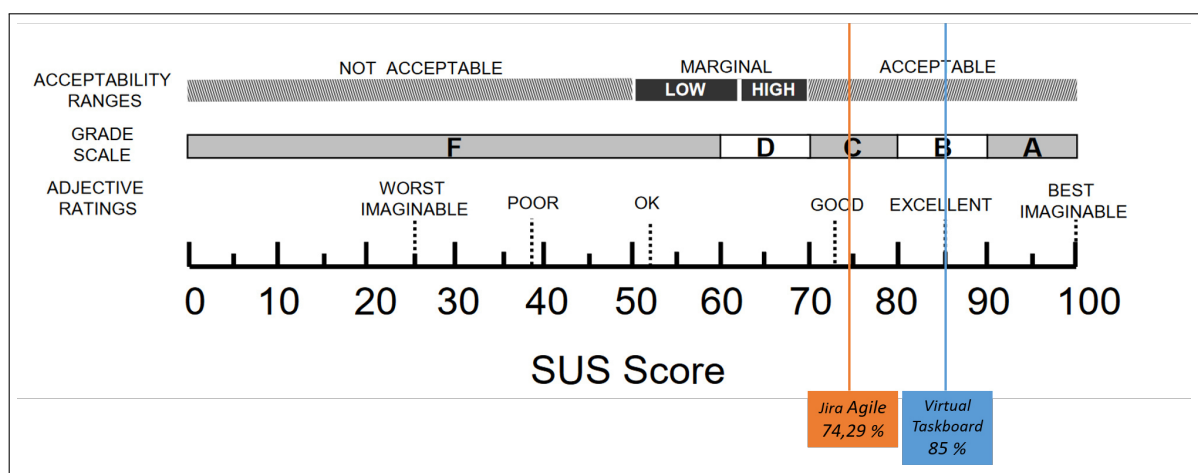 NOT ACCEPTABLE MARGINAL ACCEPTABLE
ACCEPTABILITY
RANGES
LOW HIGH
GRADE
SCALE
F D C B A
ADJECTIVE
RATINGS
WORST
IMAGINABLE
POOR
OK
GOOD
EXCELLENT
BEST
IMAGINABLE
0 10 20 30 40 50 60 70 80 90 100
SUS Score
Jira Agile
74,29 %
Virtual
Taskboard
85 %